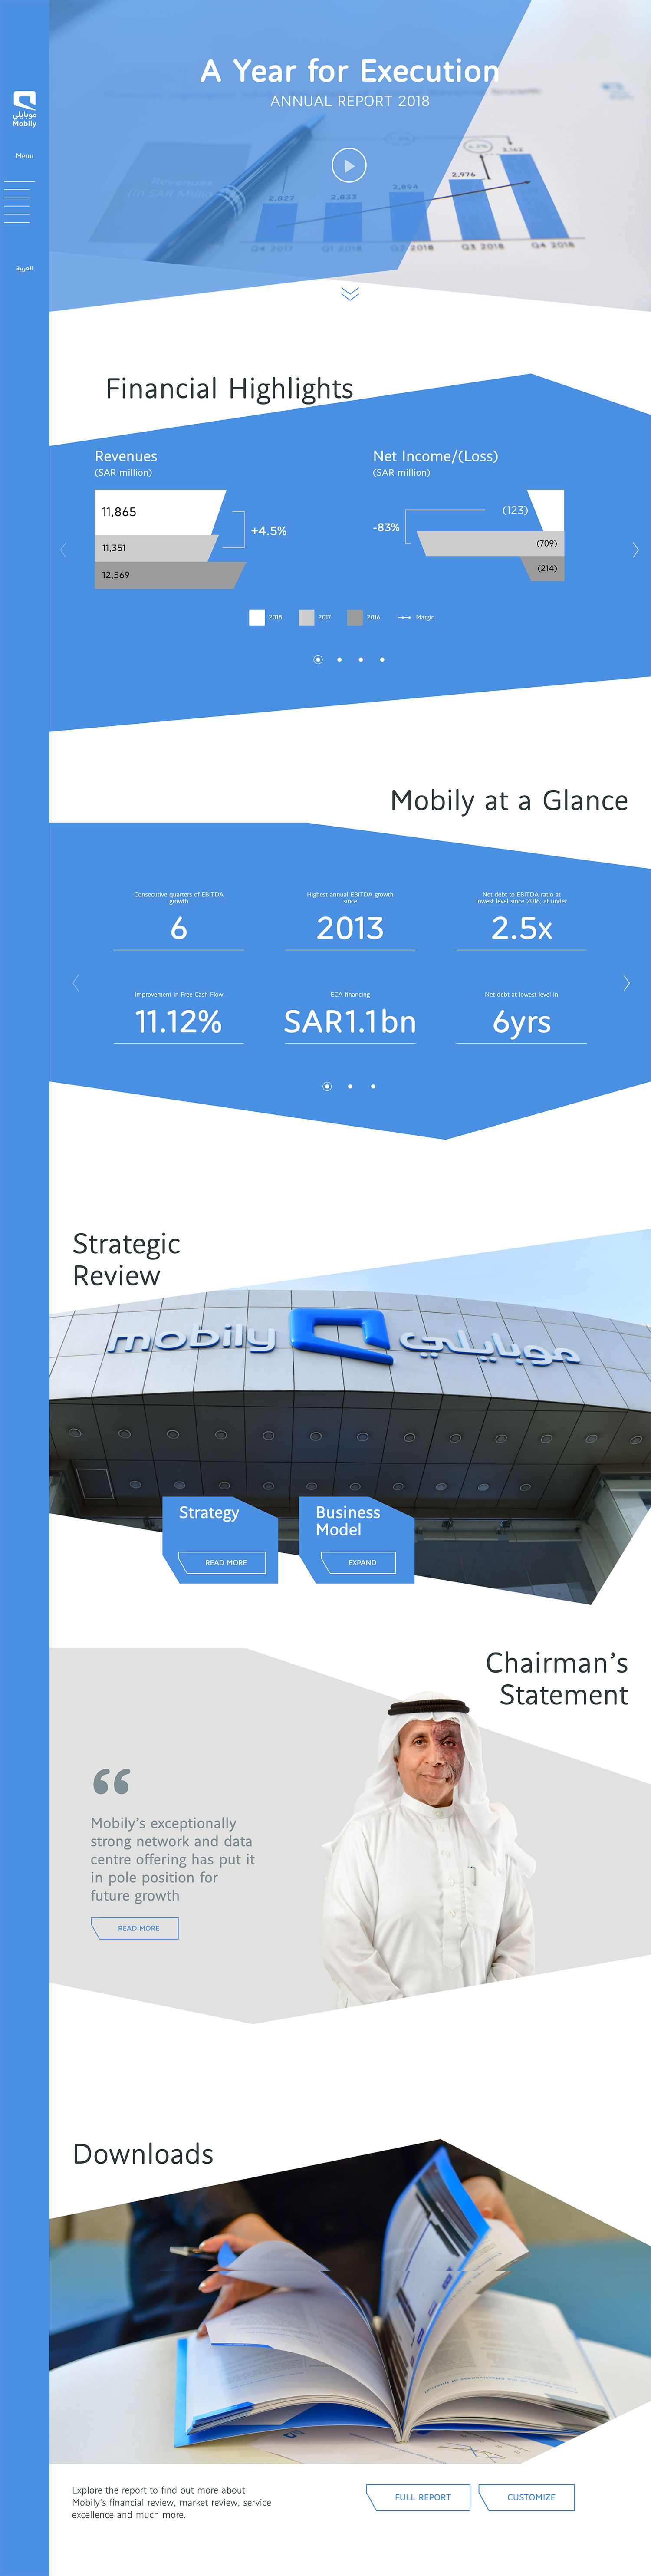 موبايلي
Mobily
Menu
العربية
A Year for Execution
ANNUAL REPORT 2018
Revenues
2,827
2,833
2,894
2,976
3,142
Q4 2017
Q1 2018
Q2 2018
Q3 2018
Q4 2018
Financial Highlights
Revenues
(SAR million)
11,865
11,351
12,569
+4.5%
Net Income/(Loss)
(SAR million)
(123)
-83%
(709)
(214)
2018
2017
2016
Margin
Mobily at a Glance
Consecutive quarters of EBITDA
growth
6
Highest annual EBITDA growth
since
2013
Net debt to EBITDA ratio at
lowest level since 2016, at under
2.5x
Improvement in Free Cash Flow
11.12%
ECA financing
SAR1.1bn
Net debt at lowest level in
6yrs
Strategic
Review
mobily موبايلي
Strategy
READ MORE
Business
Model
EXPAND
Chairman’s
Statement
“
Mobily’s exceptionally
strong network and data
centre offering has put it
in pole position for
future growth
READ MORE
Downloads
Explore the report to find out more about
Mobily’s financial review, market review, service
excellence and much more.
FULL REPORT
CUSTOMIZE